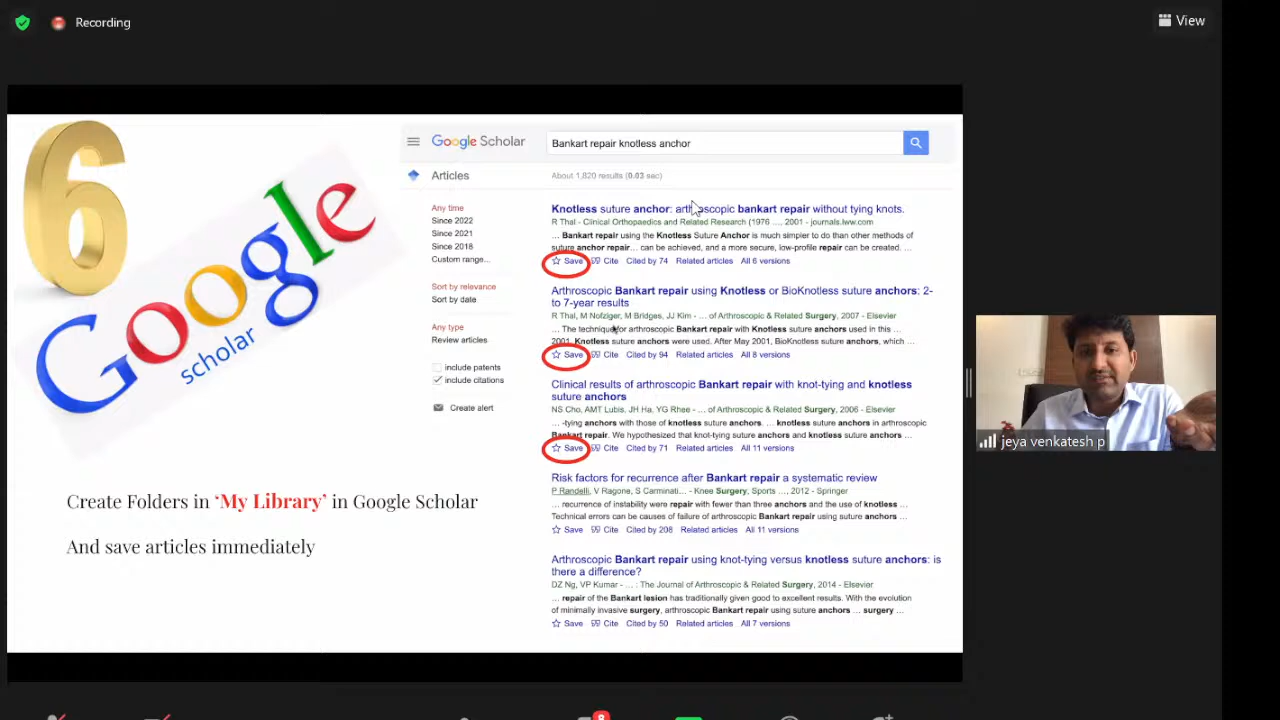 Recording
View
6
Google
scholar
Create Folders in ‘My Library’ in Google Scholar
And save articles immediately
Google Scholar
Bankart repair knotless anchor
Articles
About 1,820 results (0.03 sec)
Any time
Since 2022
Since 2021
Since 2018
Custom range...
Sort by relevance
Sort by date
Any type
Review articles
include patents
include citations
Create alert
Knotless suture anchor: arthroscopic bankart repair without tying knots.
R Thal - Clinical Orthopaedics and Related Research (1976 ..., 2001 - journals.lww.com
... Bankart repair using the Knotless Suture Anchor is much simpler to do than other methods of
suture anchor repair... can be achieved, and a more secure, low-profile repair can be created. ...
Save Cite Cited by 74 Related articles All 6 versions
Arthroscopic Bankart repair using Knotless or BioKnotless suture anchors: 2-
to 7-year results
R Thal, M Nofziger, M Bridges, JJ Kim - ... of Arthroscopic & Related Surgery, 2007 - Elsevier
... The technique for arthroscopic Bankart repair with Knotless suture anchors used in this ...
2001, Knotless suture anchors were used. After May 2001, BioKnotless suture anchors, which ...
Save Cite Cited by 94 Related articles All 8 versions
Clinical results of arthroscopic Bankart repair with knot-tying and knotless
suture anchors
NS Cho, AMT Lubis, JH Ha, YG Rhee - ... of Arthroscopic & Related Surgery, 2006 - Elsevier
... -tying anchors with those of knotless suture anchors. ... knotless suture anchors in arthroscopic
Bankart repair. We hypothesized that knot-tying suture anchors and knotless suture anchors ...
Save Cite Cited by 71 Related articles All 11 versions
Risk factors for recurrence after Bankart repair a systematic review
P Randelli, V Ragone, S Carminati... - Knee Surgery, Sports ..., 2012 - Springer
... recurrence of instability were repair with fewer than three anchors and the use of knotless ...
Technical errors can be causes of failure of arthroscopic Bankart repair using suture anchors ...
Save Cite Cited by 208 Related articles All 11 versions
Arthroscopic Bankart repair using knot-tying versus knotless suture anchors: is
there a difference?
DZ Ng, VP Kumar - ... : The Journal of Arthroscopic & Related Surgery, 2014 - Elsevier
... repair of the Bankart lesion has traditionally given good to excellent results. With the evolution
of minimally invasive surgery, arthroscopic Bankart repair using suture anchors ... surgery ...
Save Cite Cited by 50 Related articles All 7 versions
jeya venkatesh p